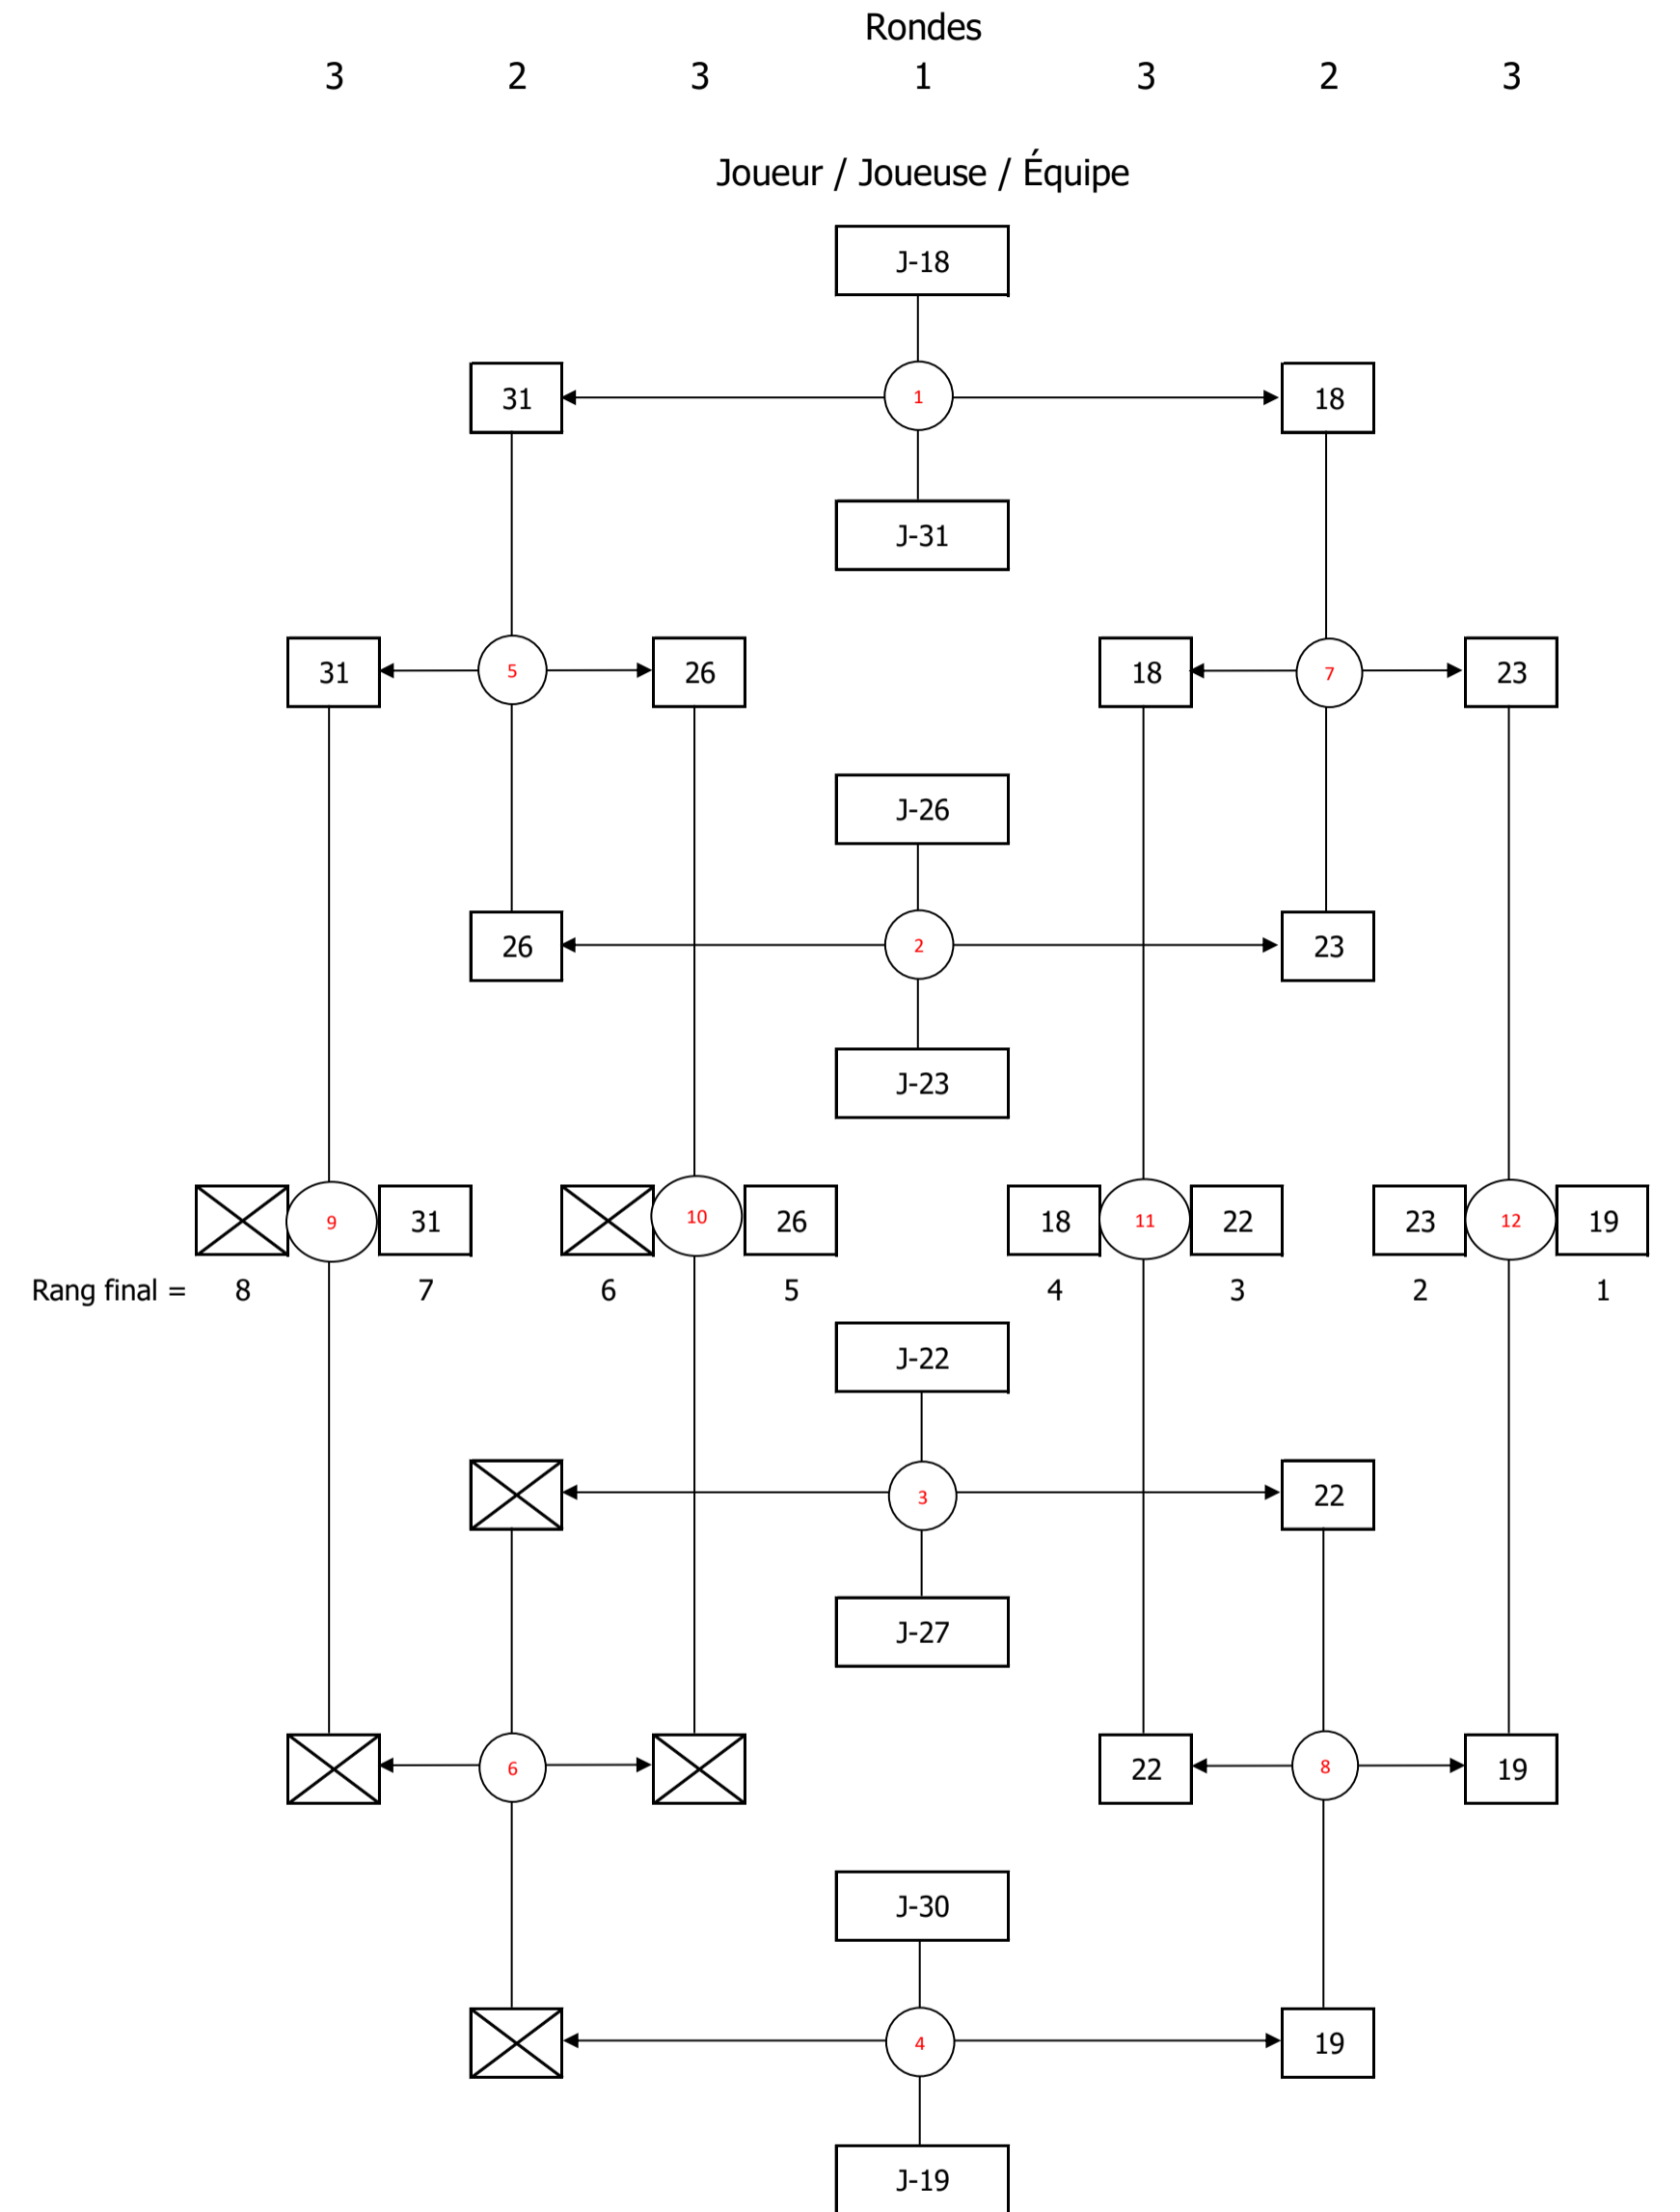 Rondes
3 2 3 1 3 2 3
Joueur / Joueuse / Équipe
J-18
31 1 18
J-31
31 5 26 18 7 23
J-26
26 2 23
J-23
9 31 10 26 18 11 22 23 12 19
Rang final = 8 7 6 5 4 3 2 1
J-22
3 22
J-27
6 22 8 19
J-30
4 19
J-19